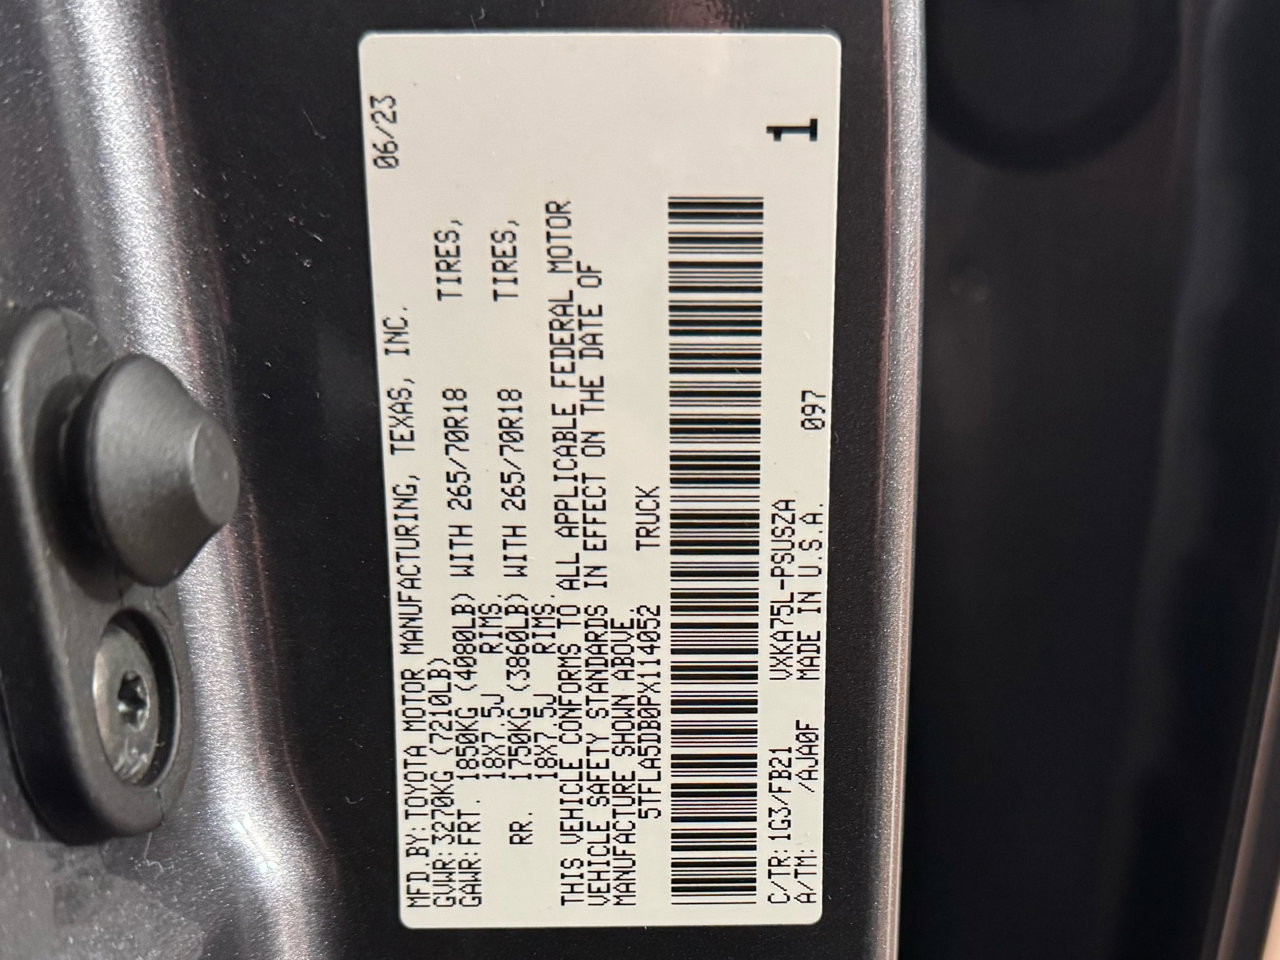 06/23
MFD.BY:TOYOTA MOTOR MANUFACTURING, TEXAS, INC.
GVWR:3270KG (7210LB)
GAWR:FRT. 1850KG (4080LB) WITH 265/70R18 TIRES,
18X7.5J RIMS.
RR. 1750KG (3860LB) WITH 265/70R18 TIRES,
18X7.5J RIMS.
THIS VEHICLE CONFORMS TO ALL APPLICABLE FEDERAL MOTOR
VEHICLE SAFETY STANDARDS IN EFFECT ON THE DATE OF
MANUFACTURE SHOWN ABOVE.
5TFLA5DB0PX114052 TRUCK
C/TR:1G3/FB21 VXKA75L-PSUSZA 097 1
A/TM: /AJA0F MADE IN U.S.A.